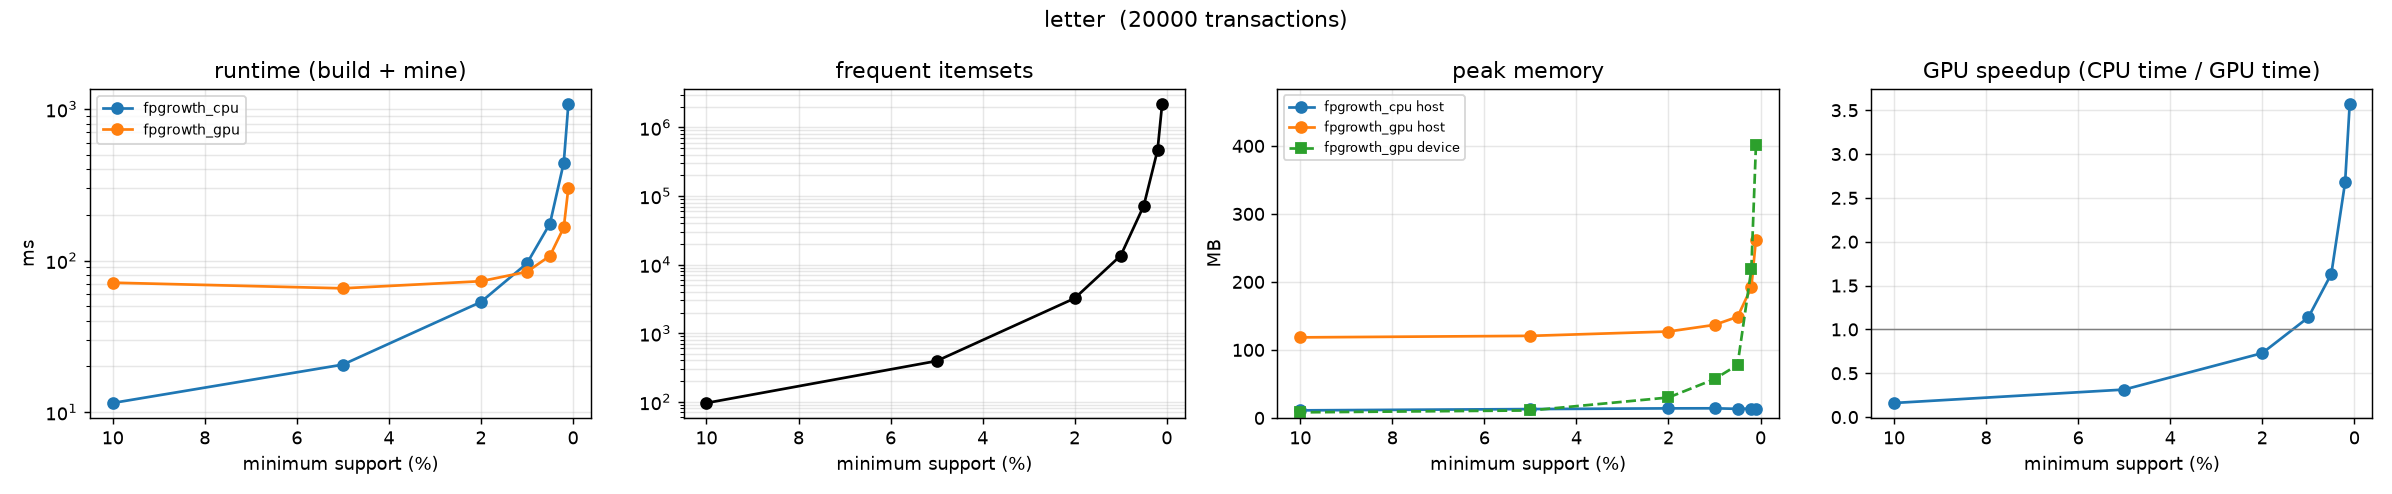 letter  (20000 transactions)
runtime (build + mine)
fpgrowth_cpu
fpgrowth_gpu
10³
10²
10¹
ms
10 8 6 4 2 0
minimum support (%)
frequent itemsets
10⁶
10⁵
10⁴
10³
10²
10 8 6 4 2 0
minimum support (%)
peak memory
fpgrowth_cpu host
fpgrowth_gpu host
fpgrowth_gpu device
400
300
200
100
0
MB
10 8 6 4 2 0
minimum support (%)
GPU speedup (CPU time / GPU time)
3.5
3.0
2.5
2.0
1.5
1.0
0.5
0.0
10 8 6 4 2 0
minimum support (%)